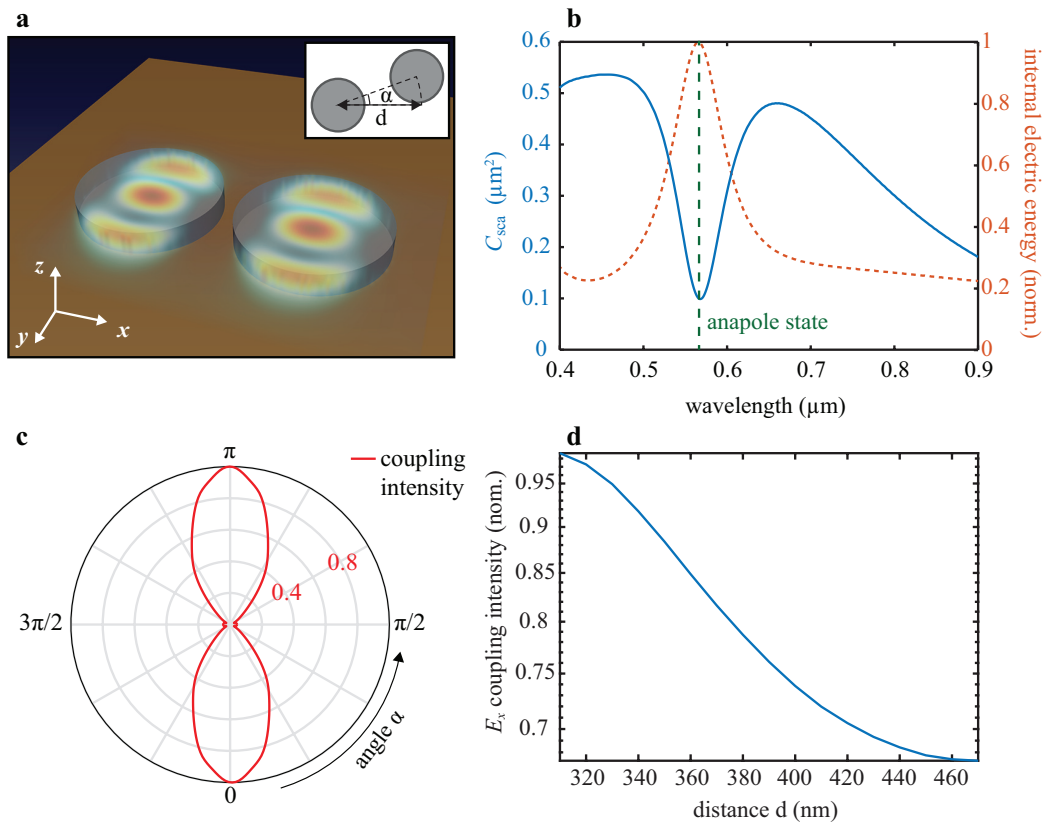 a
α
d
z
y
x
b
0.6
0.5
0.4
0.3
0.2
0.1
0
C_sca (μm²)
1
0.8
0.6
0.4
0.2
0
internal electric
energy (norm.)
anapole state
0.4
0.5
0.6
0.7
0.8
0.9
wavelength (μm)
c
π
coupling
intensity
0.8
0.4
3π/2
π/2
0
angle α
d
0.95
0.9
0.85
0.8
0.75
0.7
E_x coupling intensity (nom.)
320
340
360
380
400
420
440
460
distance d (nm)